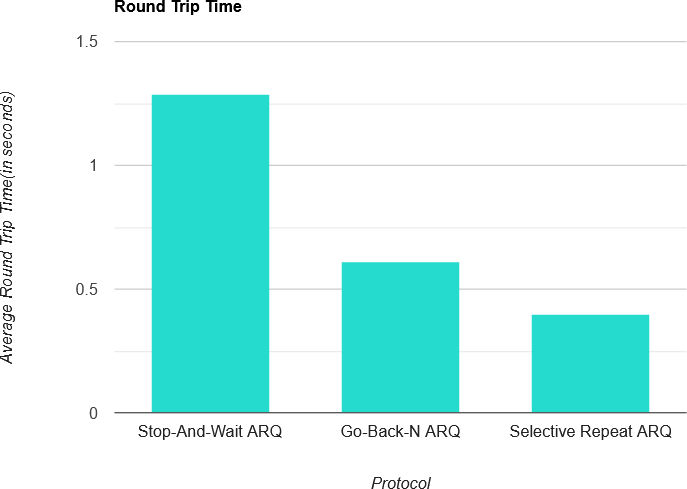 Round Trip Time
Average Round Trip Time(in seconds)
1.5
1
0.5
0
Stop-And-Wait ARQ
Go-Back-N ARQ
Selective Repeat ARQ
Protocol